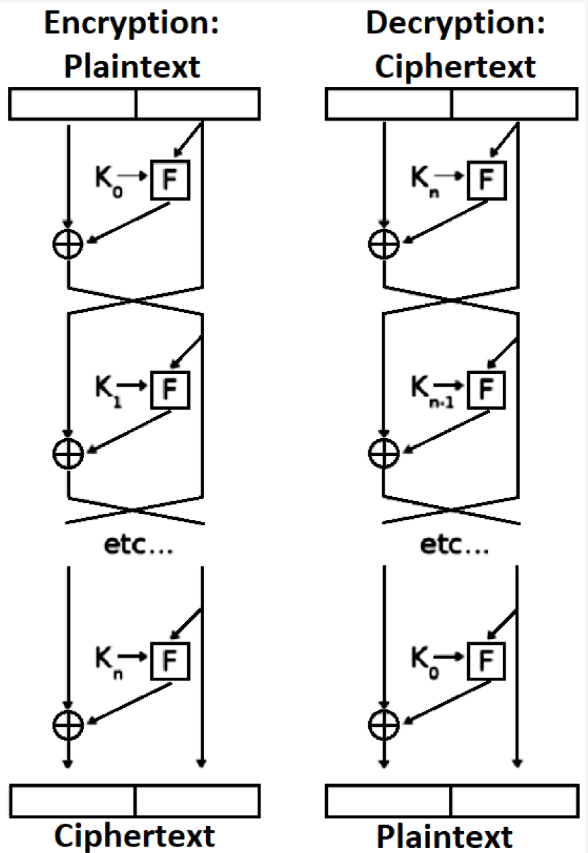 Encryption:
Plaintext
K0
F
K1
F
etc...
Kn
F
Ciphertext
Decryption:
Ciphertext
Kn
F
Kn-1
F
etc...
K0
F
Plaintext